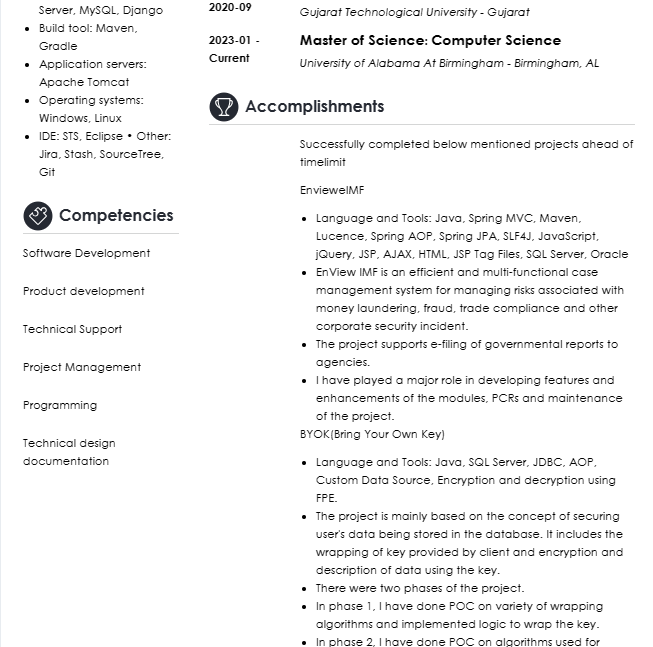 Server, MySQL, Django
• Build tool: Maven,
Gradle
• Application servers:
Apache Tomcat
• Operating systems:
Windows, Linux
• IDE: STS, Eclipse • Other:
Jira, Stash, SourceTree,
Git
Competencies
Software Development
Product development
Technical Support
Project Management
Programming
Technical design
documentation
2020-09
Gujarat Technological University - Gujarat
2023-01 -
Current
Master of Science: Computer Science
University of Alabama At Birmingham - Birmingham, AL
Accomplishments
Successfully completed below mentioned projects ahead of
timelimit
EnvieweIMF
• Language and Tools: Java, Spring MVC, Maven,
Lucence, Spring AOP, Spring JPA, SLF4J, JavaScript,
jQuery, JSP, AJAX, HTML, JSP Tag Files, SQL Server, Oracle
• EnView IMF is an efficient and multi-functional case
management system for managing risks associated with
money laundering, fraud, trade compliance and other
corporate security incident.
• The project supports e-filing of governmental reports to
agencies.
• I have played a major role in developing features and
enhancements of the modules, PCRs and maintenance
of the project.
BYOK(Bring Your Own Key)
• Language and Tools: Java, SQL Server, JDBC, AOP,
Custom Data Source, Encryption and decryption using
FPE.
• The project is mainly based on the concept of securing
user's data being stored in the database. It includes the
wrapping of key provided by client and encryption and
description of data using the key.
• There were two phases of the project.
• In phase 1, I have done POC on variety of wrapping
algorithms and implemented logic to wrap the key.
• In phase 2, I have done POC on algorithms used for